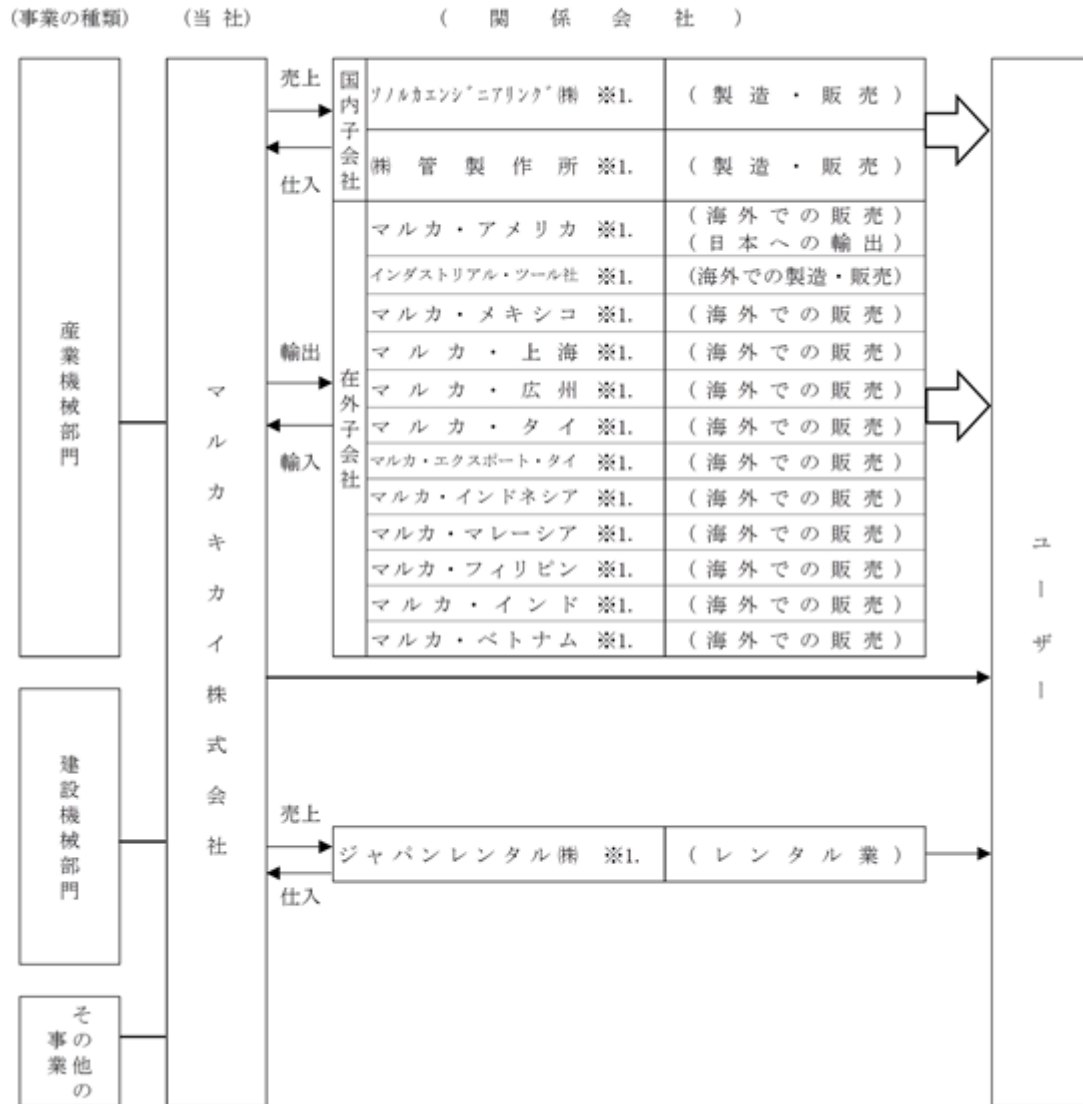 (事業の種類) (当 社) ( 関 係 会 社 )
産業機械部門
建設機械部門
その他の
事業
マルカキカイ株式会社
売上
仕入
輸出
輸入
国内子会社
ソノルカエンジニアリング㈱ ※1. (製造・販売)
㈱管製作所 ※1. (製造・販売)
在外子会社
マルカ・アメリカ ※1. (海外での販売)
(日本への輸出)
インダストリアル・ツール社 ※1. (海外での製造・販売)
マルカ・メキシコ ※1. (海外での販売)
マルカ・上海 ※1. (海外での販売)
マルカ・広州 ※1. (海外での販売)
マルカ・タイ ※1. (海外での販売)
マルカ・エクスポート・タイ ※1. (海外での販売)
マルカ・インドネシア ※1. (海外での販売)
マルカ・マレーシア ※1. (海外での販売)
マルカ・フィリピン ※1. (海外での販売)
マルカ・インド ※1. (海外での販売)
マルカ・ベトナム ※1. (海外での販売)
売上
仕入
ジャパンレンタル㈱ ※1. (レンタル業)
ユーザー